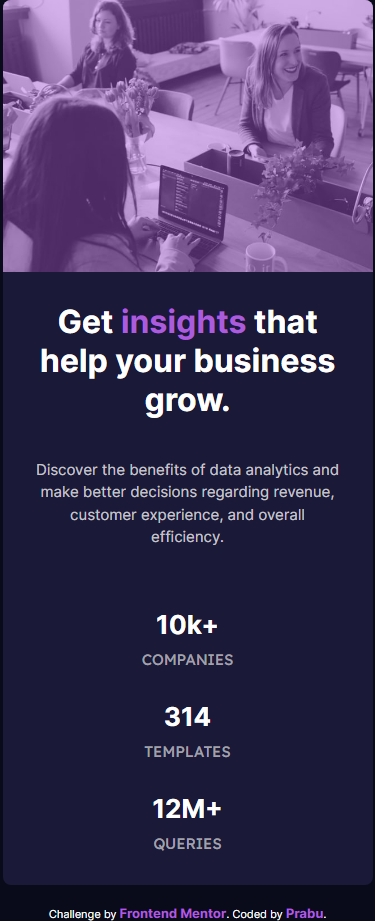 Get insights that
help your business
grow.
Discover the benefits of data analytics and
make better decisions regarding revenue,
customer experience, and overall
efficiency.
10k+
COMPANIES
314
TEMPLATES
12M+
QUERIES
Challenge by Frontend Mentor. Coded by Prabu.